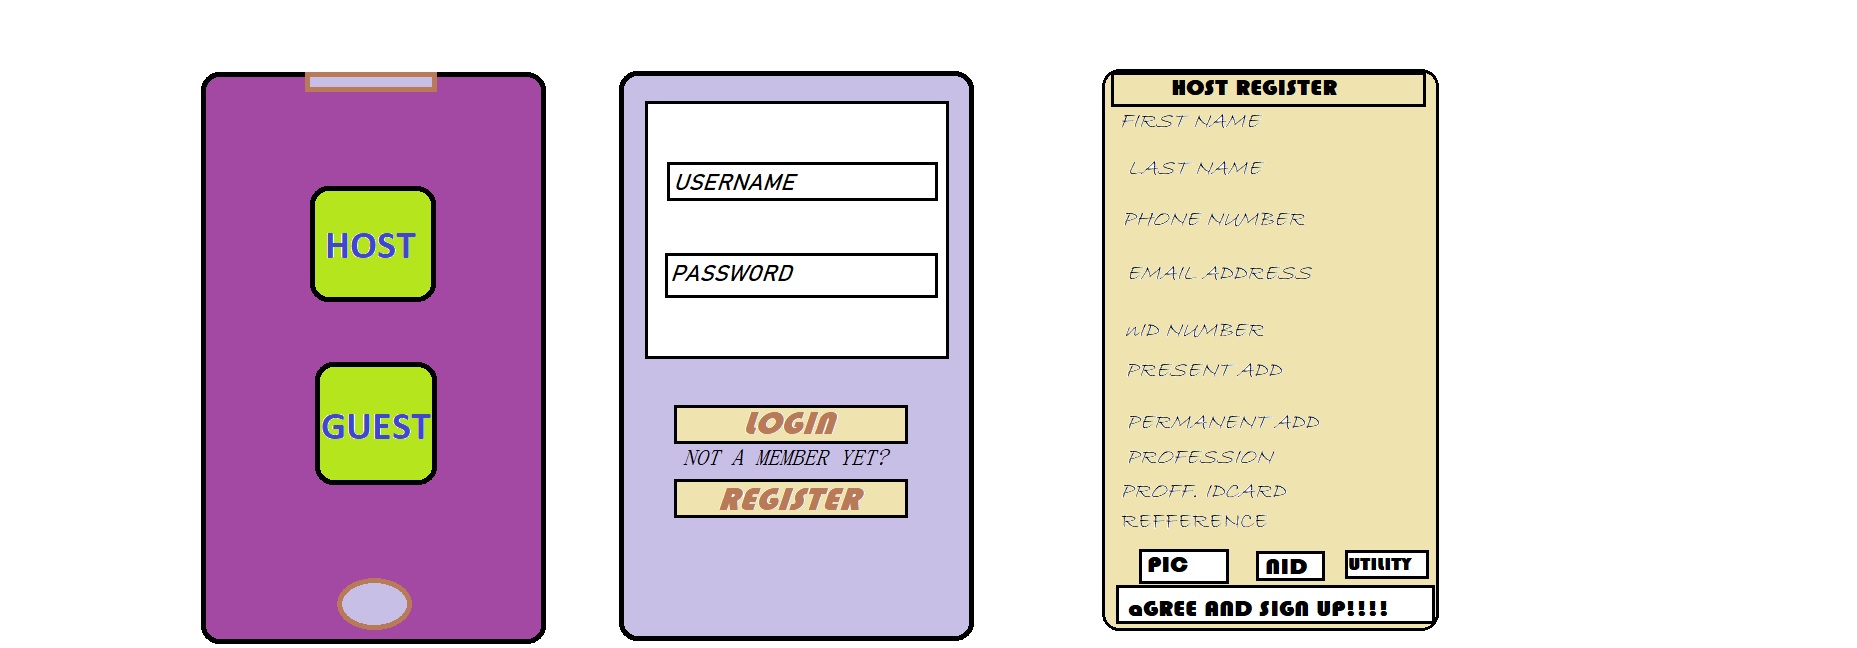 HOST
GUEST
USERNAME
PASSWORD
LOGIN
NOT A MEMBER YET?
REGISTER
HOST REGISTER
FIRST NAME
LAST NAME
PHONE NUMBER
EMAIL ADDRESS
nID NUMBER
PRESENT ADD
PERMANENT ADD
PROFESSION
PROFF. IDCARD
REFFERENCE
PIC NID UTILITY
aGREE AND SIGN UP!!!!